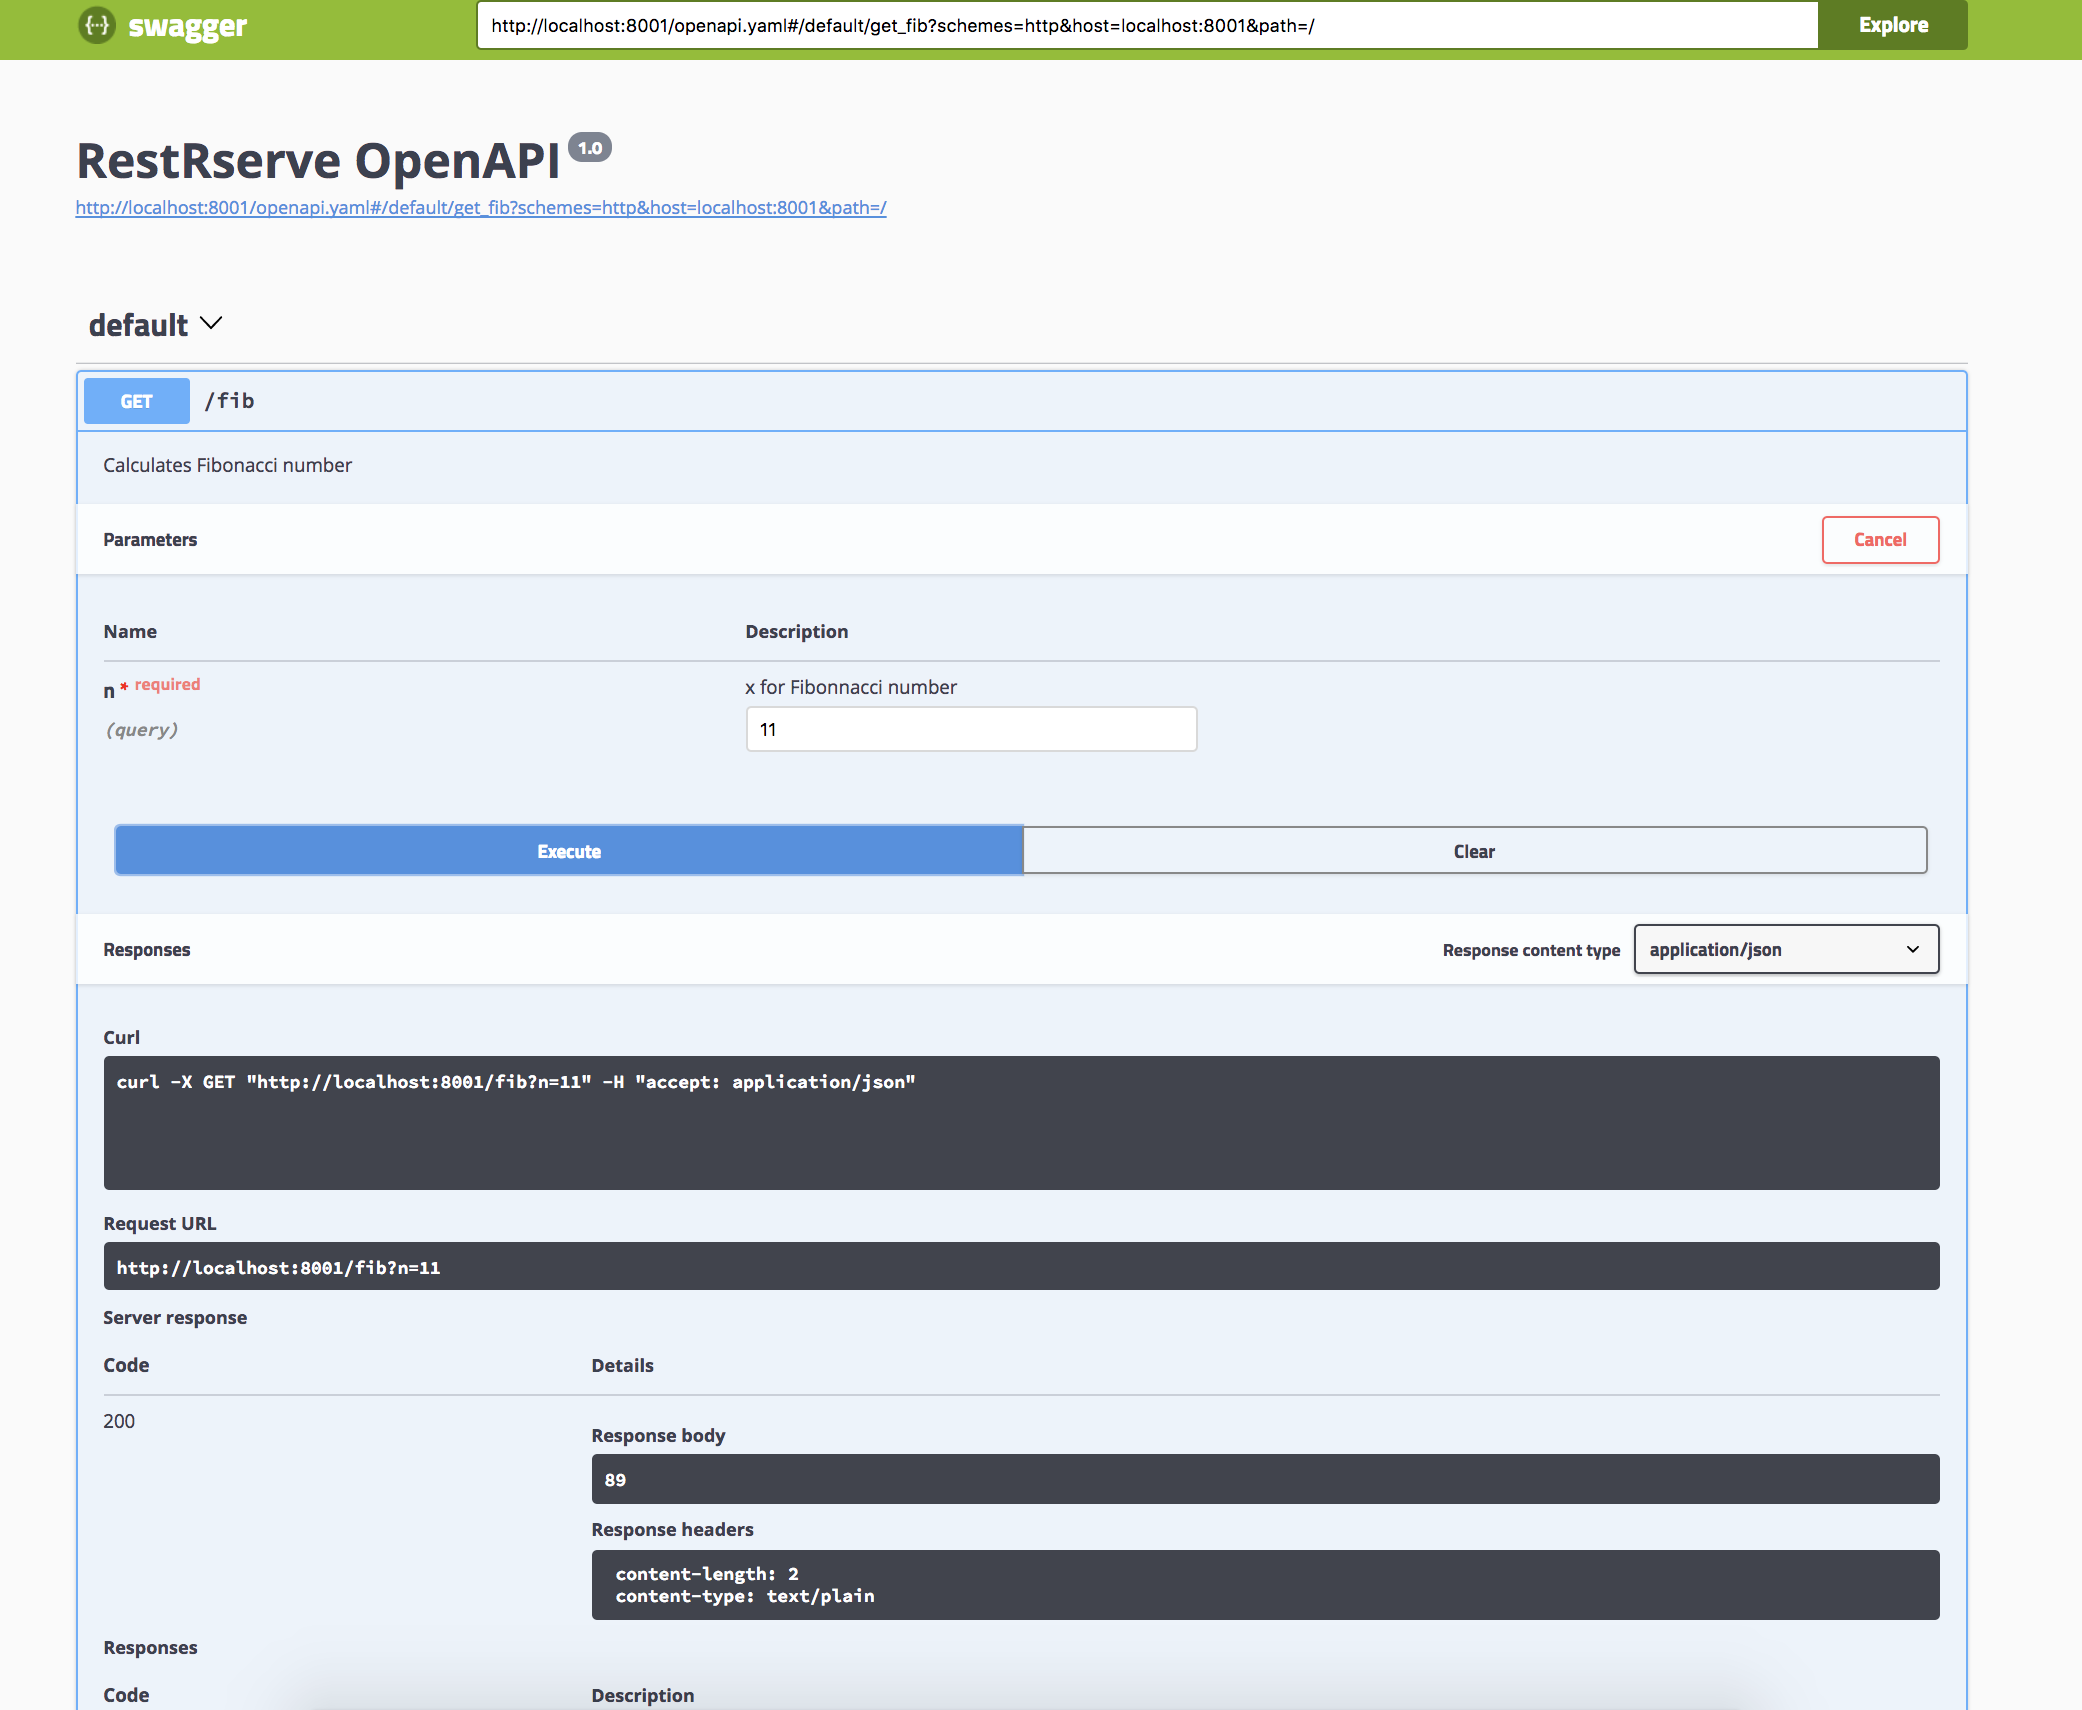 swagger
http://localhost:8001/openapi.yaml#/default/get_fib?schemes=http&host=localhost:8001&path=/
Explore
RestRserve OpenAPI 1.0
http://localhost:8001/openapi.yaml#/default/get_fib?schemes=http&host=localhost:8001&path=/
default
GET /fib
Calculates Fibonacci number
Parameters
Cancel
Name Description
n * required
(query)
x for Fibonnacci number
11
Execute Clear
Responses
Response content type application/json
Curl
curl -X GET "http://localhost:8001/fib?n=11" -H "accept: application/json"
Request URL
http://localhost:8001/fib?n=11
Server response
Code Details
200
Response body
89
Response headers
content-length: 2
content-type: text/plain
Responses
Code Description